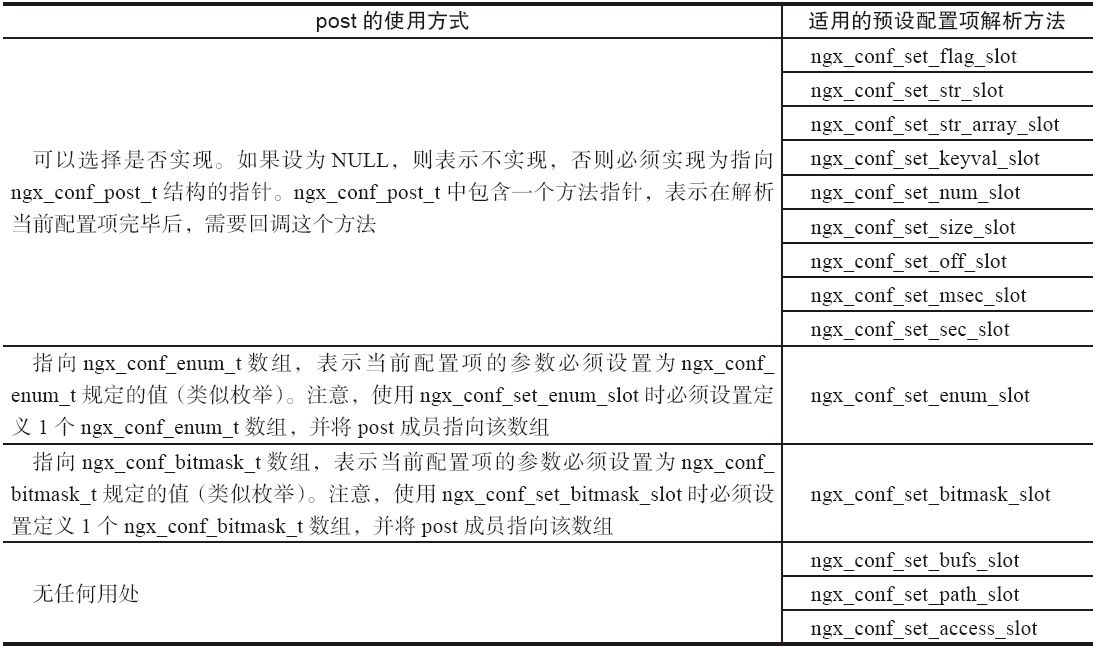 post 的使用方式
适用的预设配置项解析方法
可以选择是否实现。如果设为 NULL，则表示不实现，否则必须实现为指向
ngx_conf_post_t 结构的指针。ngx_conf_post_t 中包含一个方法指针，表示在解析
当前配置项完毕后，需要回调这个方法
ngx_conf_set_flag_slot
ngx_conf_set_str_slot
ngx_conf_set_str_array_slot
ngx_conf_set_keyval_slot
ngx_conf_set_num_slot
ngx_conf_set_size_slot
ngx_conf_set_off_slot
ngx_conf_set_msec_slot
ngx_conf_set_sec_slot
指向 ngx_conf_enum_t 数组，表示当前配置项的参数必须设置为 ngx_conf_
enum_t 规定的值（类似枚举）。注意，使用 ngx_conf_set_enum_slot 时必须设置定
义 1 个 ngx_conf_enum_t 数组，并将 post 成员指向该数组
ngx_conf_set_enum_slot
指向 ngx_conf_bitmask_t 数组，表示当前配置项的参数必须设置为 ngx_conf_
bitmask_t 规定的值（类似枚举）。注意，使用 ngx_conf_set_bitmask_slot 时必须设
置定义 1 个 ngx_conf_bitmask_t 数组，并将 post 成员指向该数组
ngx_conf_set_bitmask_slot
无任何用处
ngx_conf_set_bufs_slot
ngx_conf_set_path_slot
ngx_conf_set_access_slot